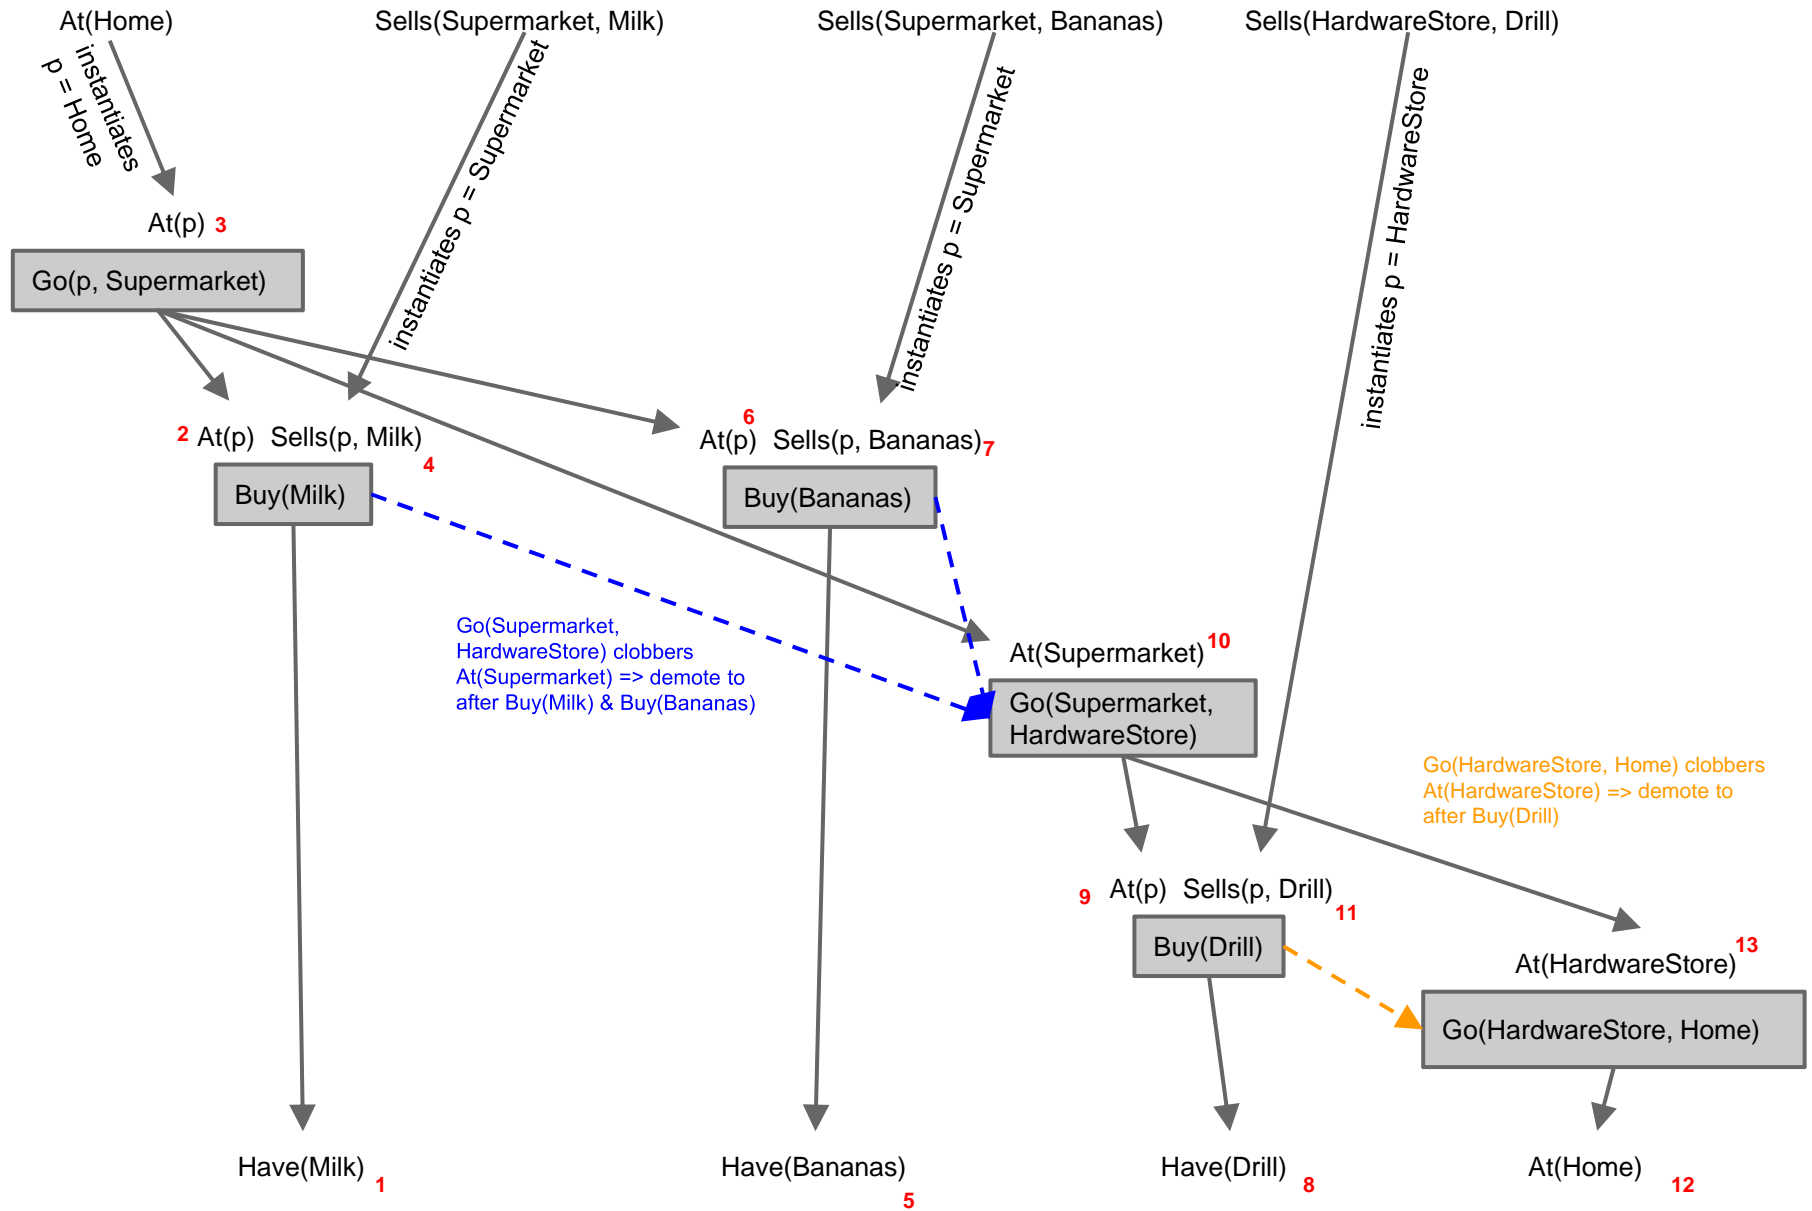 At(Home)
Sells(Supermarket, Milk)
Sells(Supermarket, Bananas)
Sells(HardwareStore, Drill)
instantiates
p = Home
instantiates p = Supermarket
instantiates p = Supermarket
instantiates p = HardwareStore
At(p) 3
Go(p, Supermarket)
2 At(p) Sells(p, Milk) 4
Buy(Milk)
6
At(p) Sells(p, Bananas) 7
Buy(Bananas)
Go(Supermarket,
HardwareStore) clobbers
At(Supermarket) => demote to
after Buy(Milk) & Buy(Bananas)
At(Supermarket) 10
Go(Supermarket,
HardwareStore)
Go(HardwareStore, Home) clobbers
At(HardwareStore) => demote to
after Buy(Drill)
9 At(p) Sells(p, Drill) 11
Buy(Drill)
At(HardwareStore) 13
Go(HardwareStore, Home)
Have(Milk) 1
Have(Bananas) 5
Have(Drill) 8
At(Home) 12